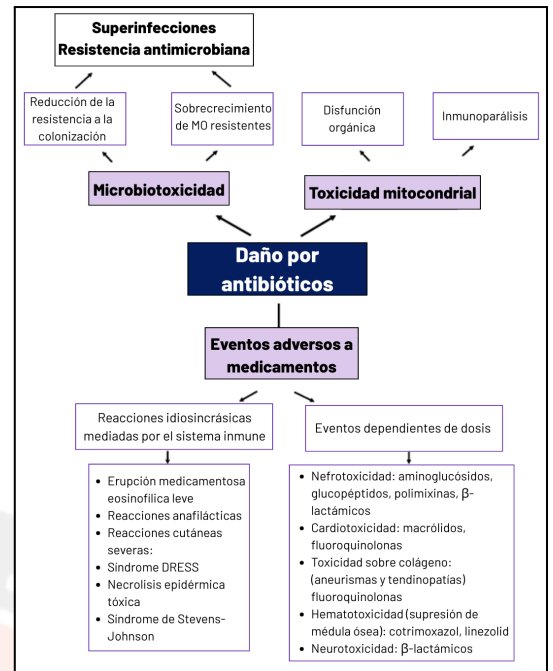 Superinfecciones
Resistencia antimicrobiana
Reducción de la
resistencia a la
colonización
Sobrecrecimiento
de MO resistentes
Disfunción
orgánica
Inmunoparálisis
Microbiotoxicidad
Toxicidad mitocondrial
Daño por
antibióticos
Eventos adversos a
medicamentos
Reacciones idiosincrásicas
mediadas por el sistema inmune
Eventos dependientes de dosis
• Erupción medicamentosa
eosinofílica leve
• Reacciones anafilácticas
• Reacciones cutáneas
severas:
• Síndrome DRESS
• Necrolisis epidérmica
tóxica
• Síndrome de Stevens-
Johnson
• Nefrotoxicidad: aminoglucósidos,
glucopéptidos, polimixinas, β-
lactámicos
• Cardiotoxicidad: macrólidos,
fluoroquinolonas
• Toxicidad sobre colágeno:
(aneurismas y tendinopatías)
fluoroquinolonas
• Hematotoxicidad (supresión de
médula ósea): cotrimoxazol, linezolid
• Neurotoxicidad: β-lactámicos